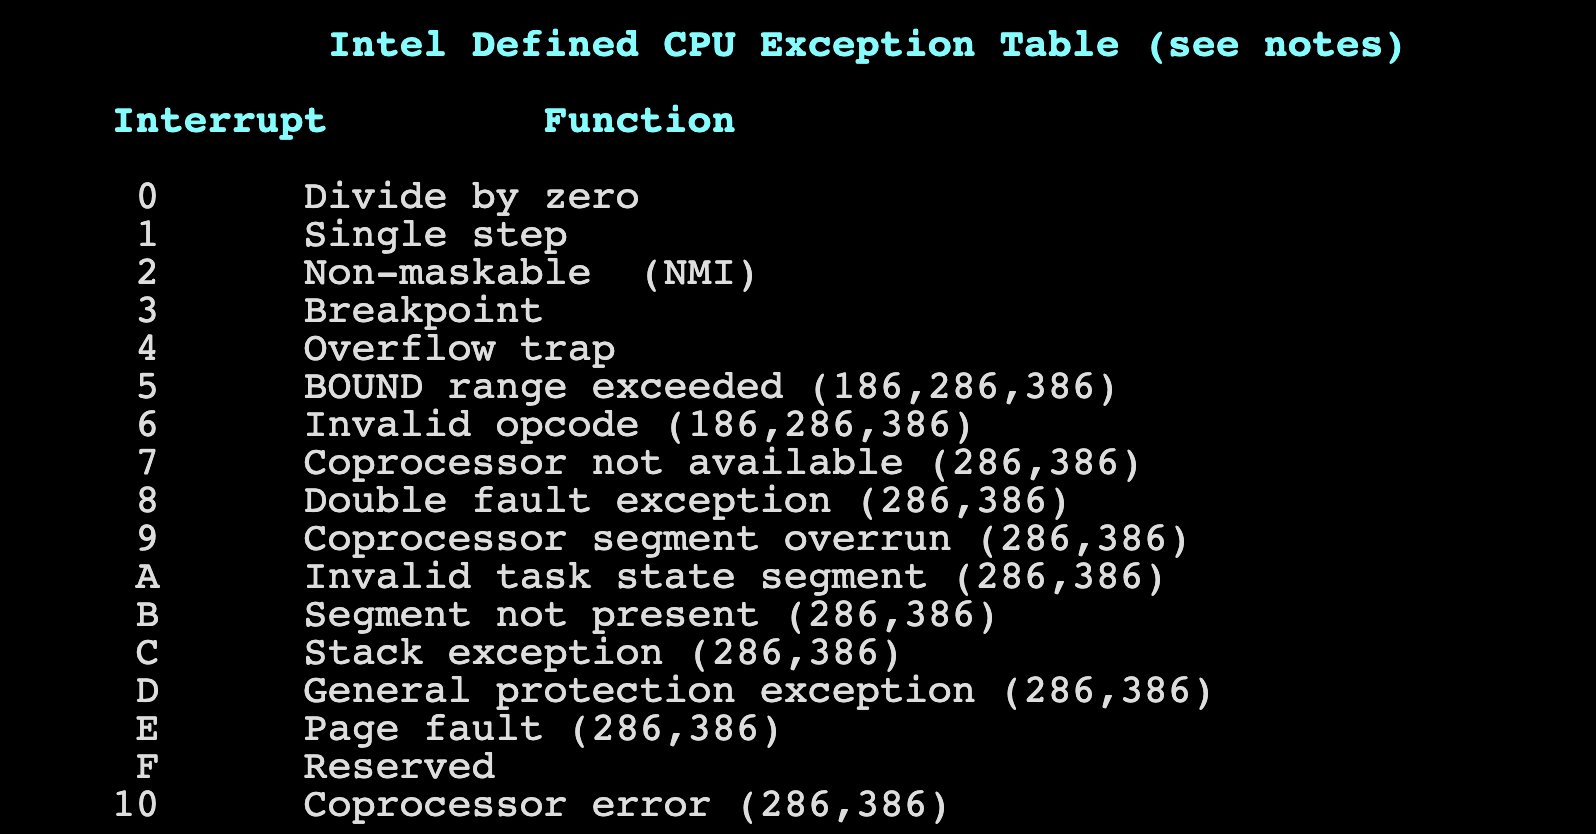 Intel Defined CPU Exception Table (see notes)
Interrupt Function
0 Divide by zero
1 Single step
2 Non-maskable (NMI)
3 Breakpoint
4 Overflow trap
5 BOUND range exceeded (186,286,386)
6 Invalid opcode (186,286,386)
7 Coprocessor not available (286,386)
8 Double fault exception (286,386)
9 Coprocessor segment overrun (286,386)
A Invalid task state segment (286,386)
B Segment not present (286,386)
C Stack exception (286,386)
D General protection exception (286,386)
E Page fault (286,386)
F Reserved
10 Coprocessor error (286,386)